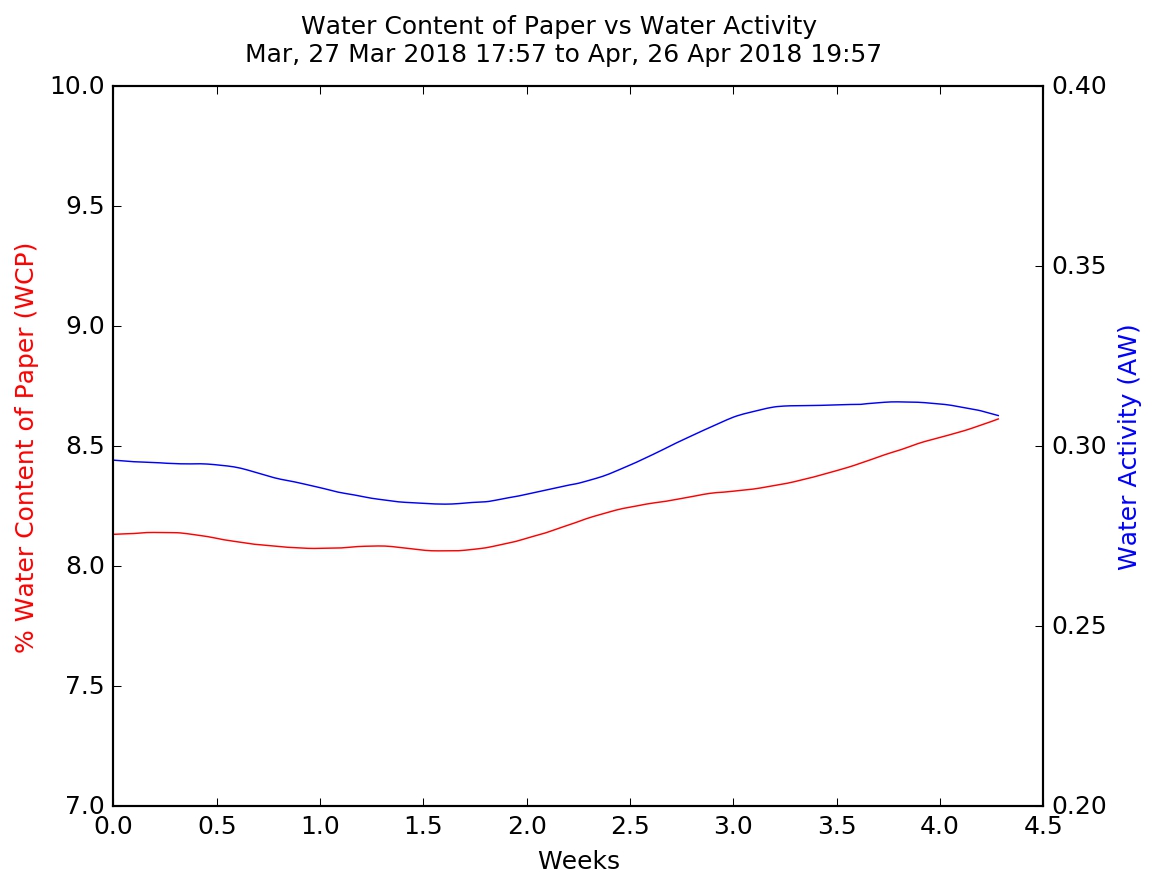 Water Content of Paper vs Water Activity
Mar, 27 Mar 2018 17:57 to Apr, 26 Apr 2018 19:57
% Water Content of Paper (WCP)
10.0
9.5
9.0
8.5
8.0
7.5
7.0
0.40
0.35
0.30
0.25
0.20
Water Activity (AW)
0.0 0.5 1.0 1.5 2.0 2.5 3.0 3.5 4.0 4.5
Weeks